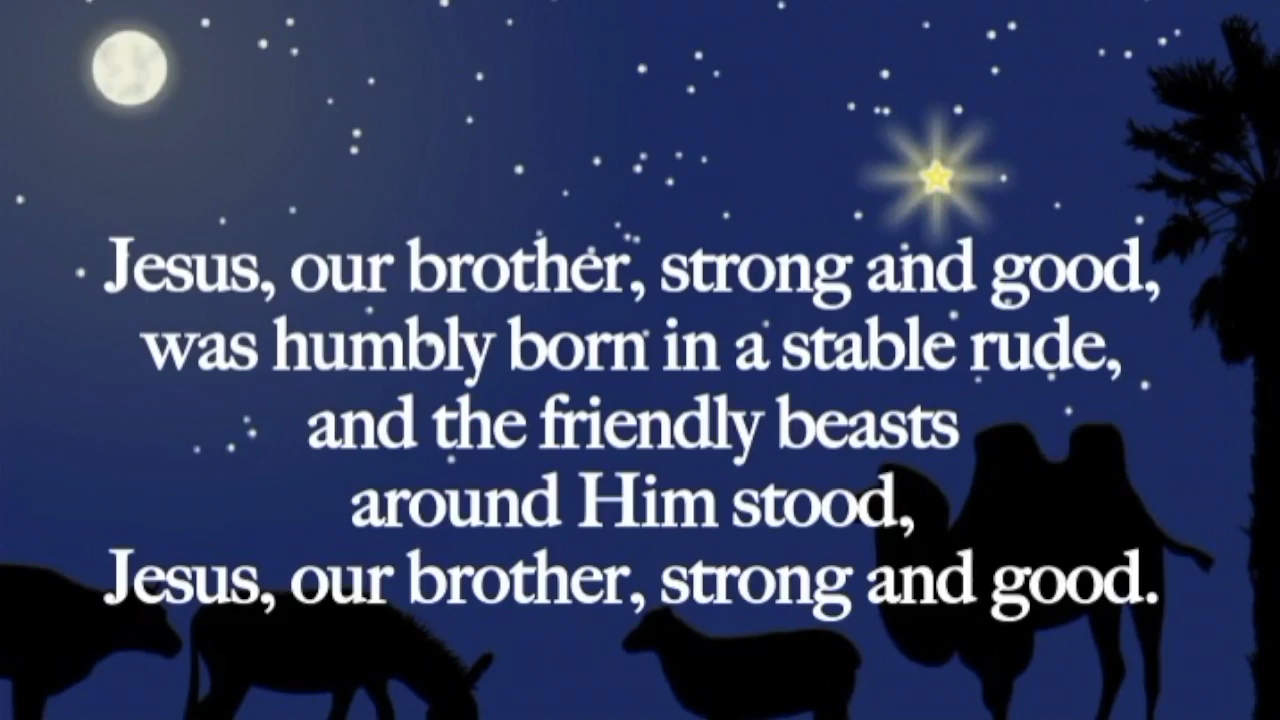 Jesus, our brother, strong and good,
was humbly born in a stable rude,
and the friendly beasts
around Him stood,
Jesus, our brother, strong and good.